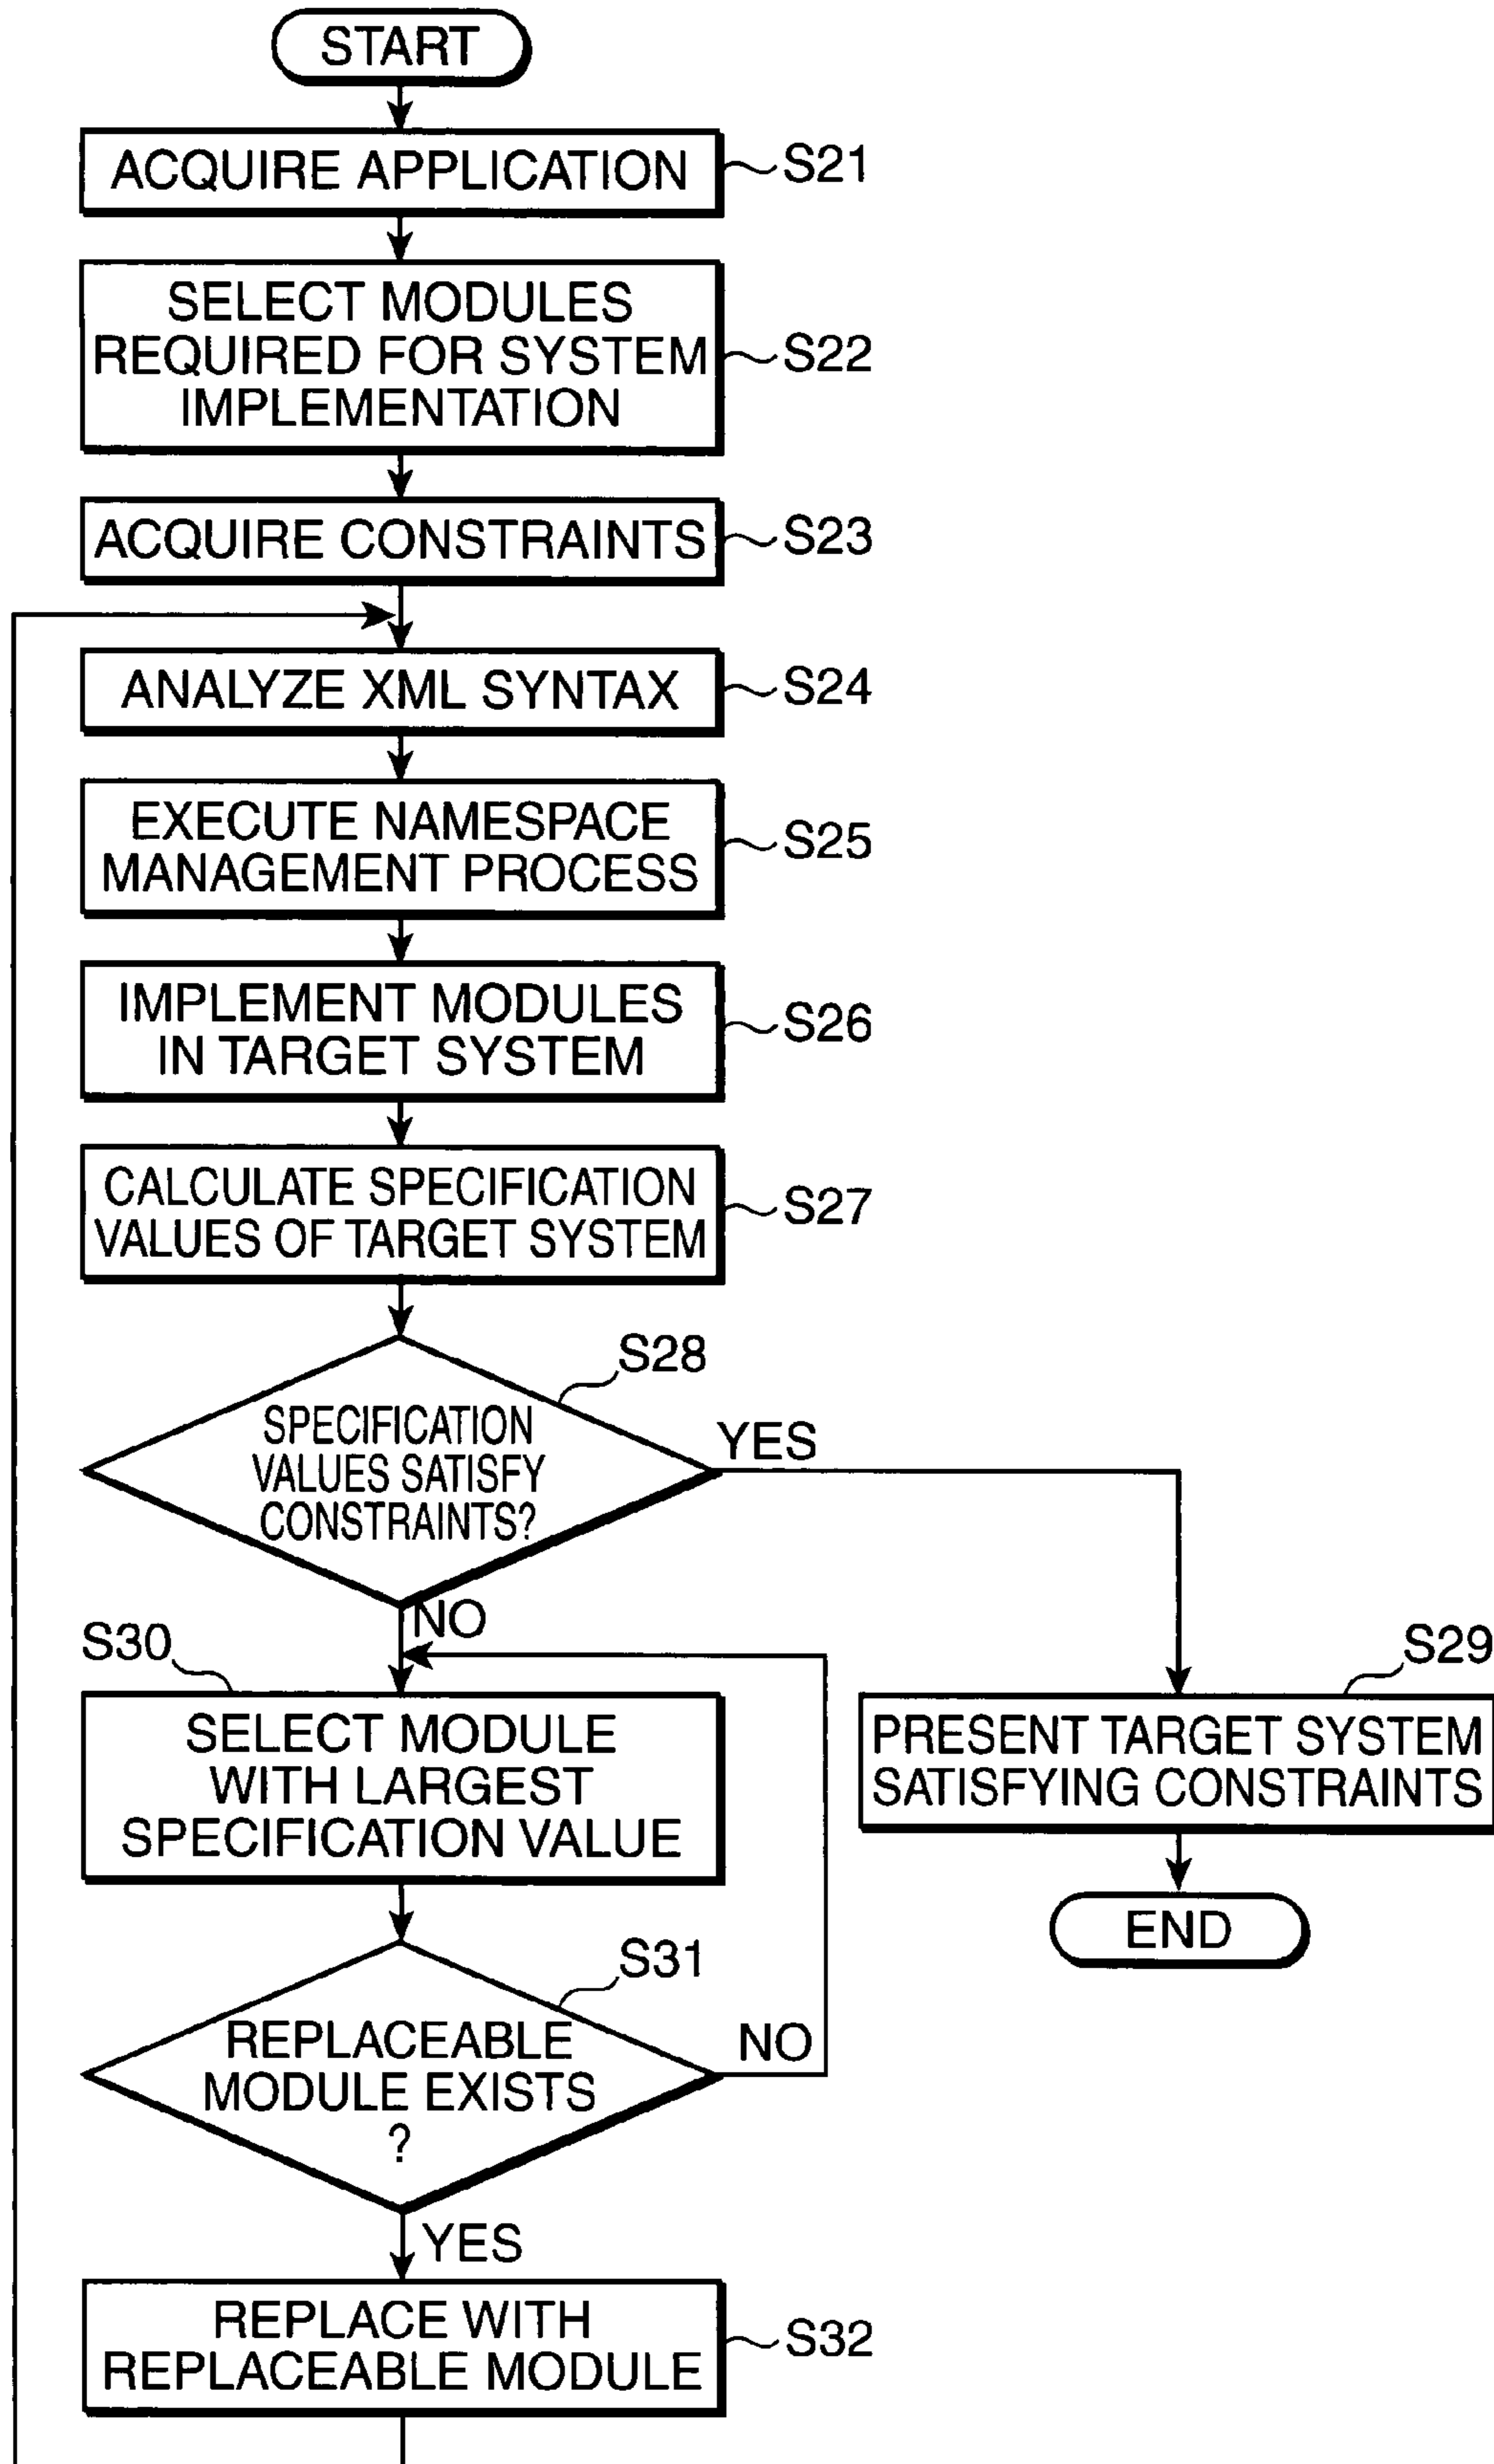 START
ACQUIRE APPLICATION
S21
SELECT MODULES
REQUIRED FOR SYSTEM
IMPLEMENTATION
S22
ACQUIRE CONSTRAINTS
S23
ANALYZE XML SYNTAX
S24
EXECUTE NAMESPACE
MANAGEMENT PROCESS
S25
IMPLEMENT MODULES
IN TARGET SYSTEM
S26
CALCULATE SPECIFICATION
VALUES OF TARGET SYSTEM
S27
S28
SPECIFICATION
VALUES SATISFY
CONSTRAINTS?
YES
NO
S30
SELECT MODULE
WITH LARGEST
SPECIFICATION VALUE
S29
PRESENT TARGET SYSTEM
SATISFYING CONSTRAINTS
END
S31
REPLACEABLE
MODULE EXISTS
?
NO
YES
REPLACE WITH
REPLACEABLE MODULE
S32